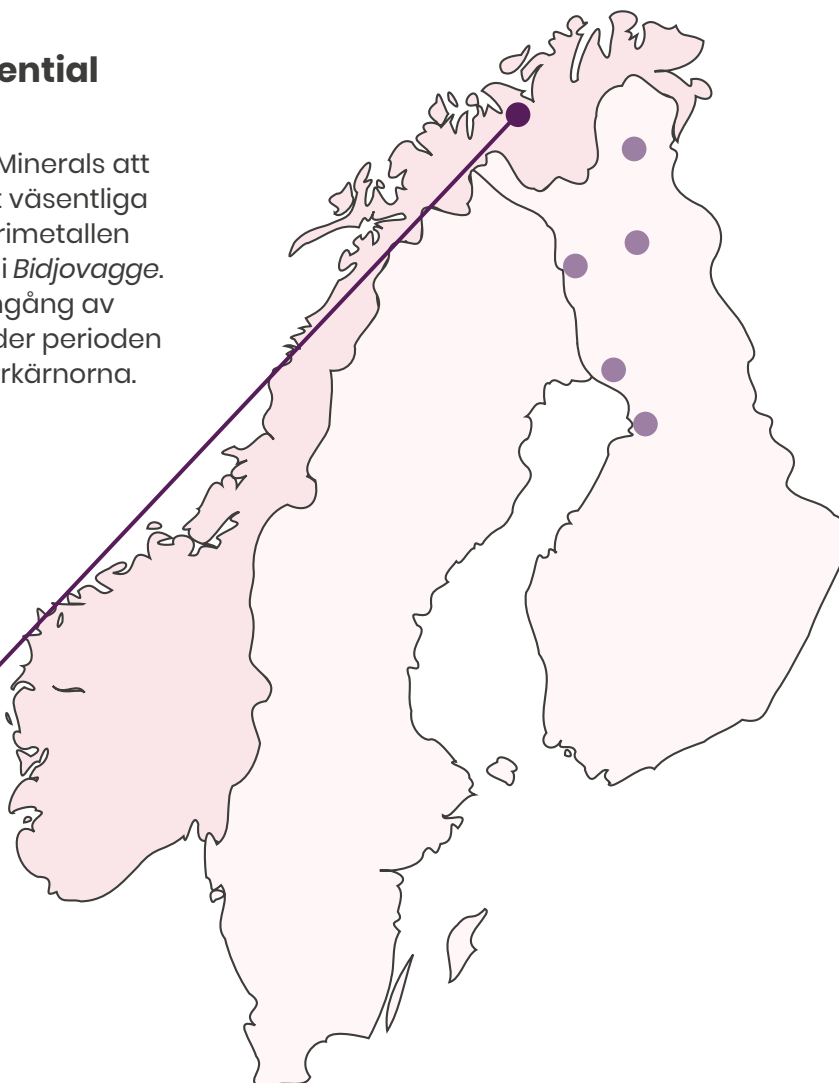 ential
Minerals att
t väsentliga
rimetallen
i Bidjovagge.
ngång av
der perioden
rkärnorna.